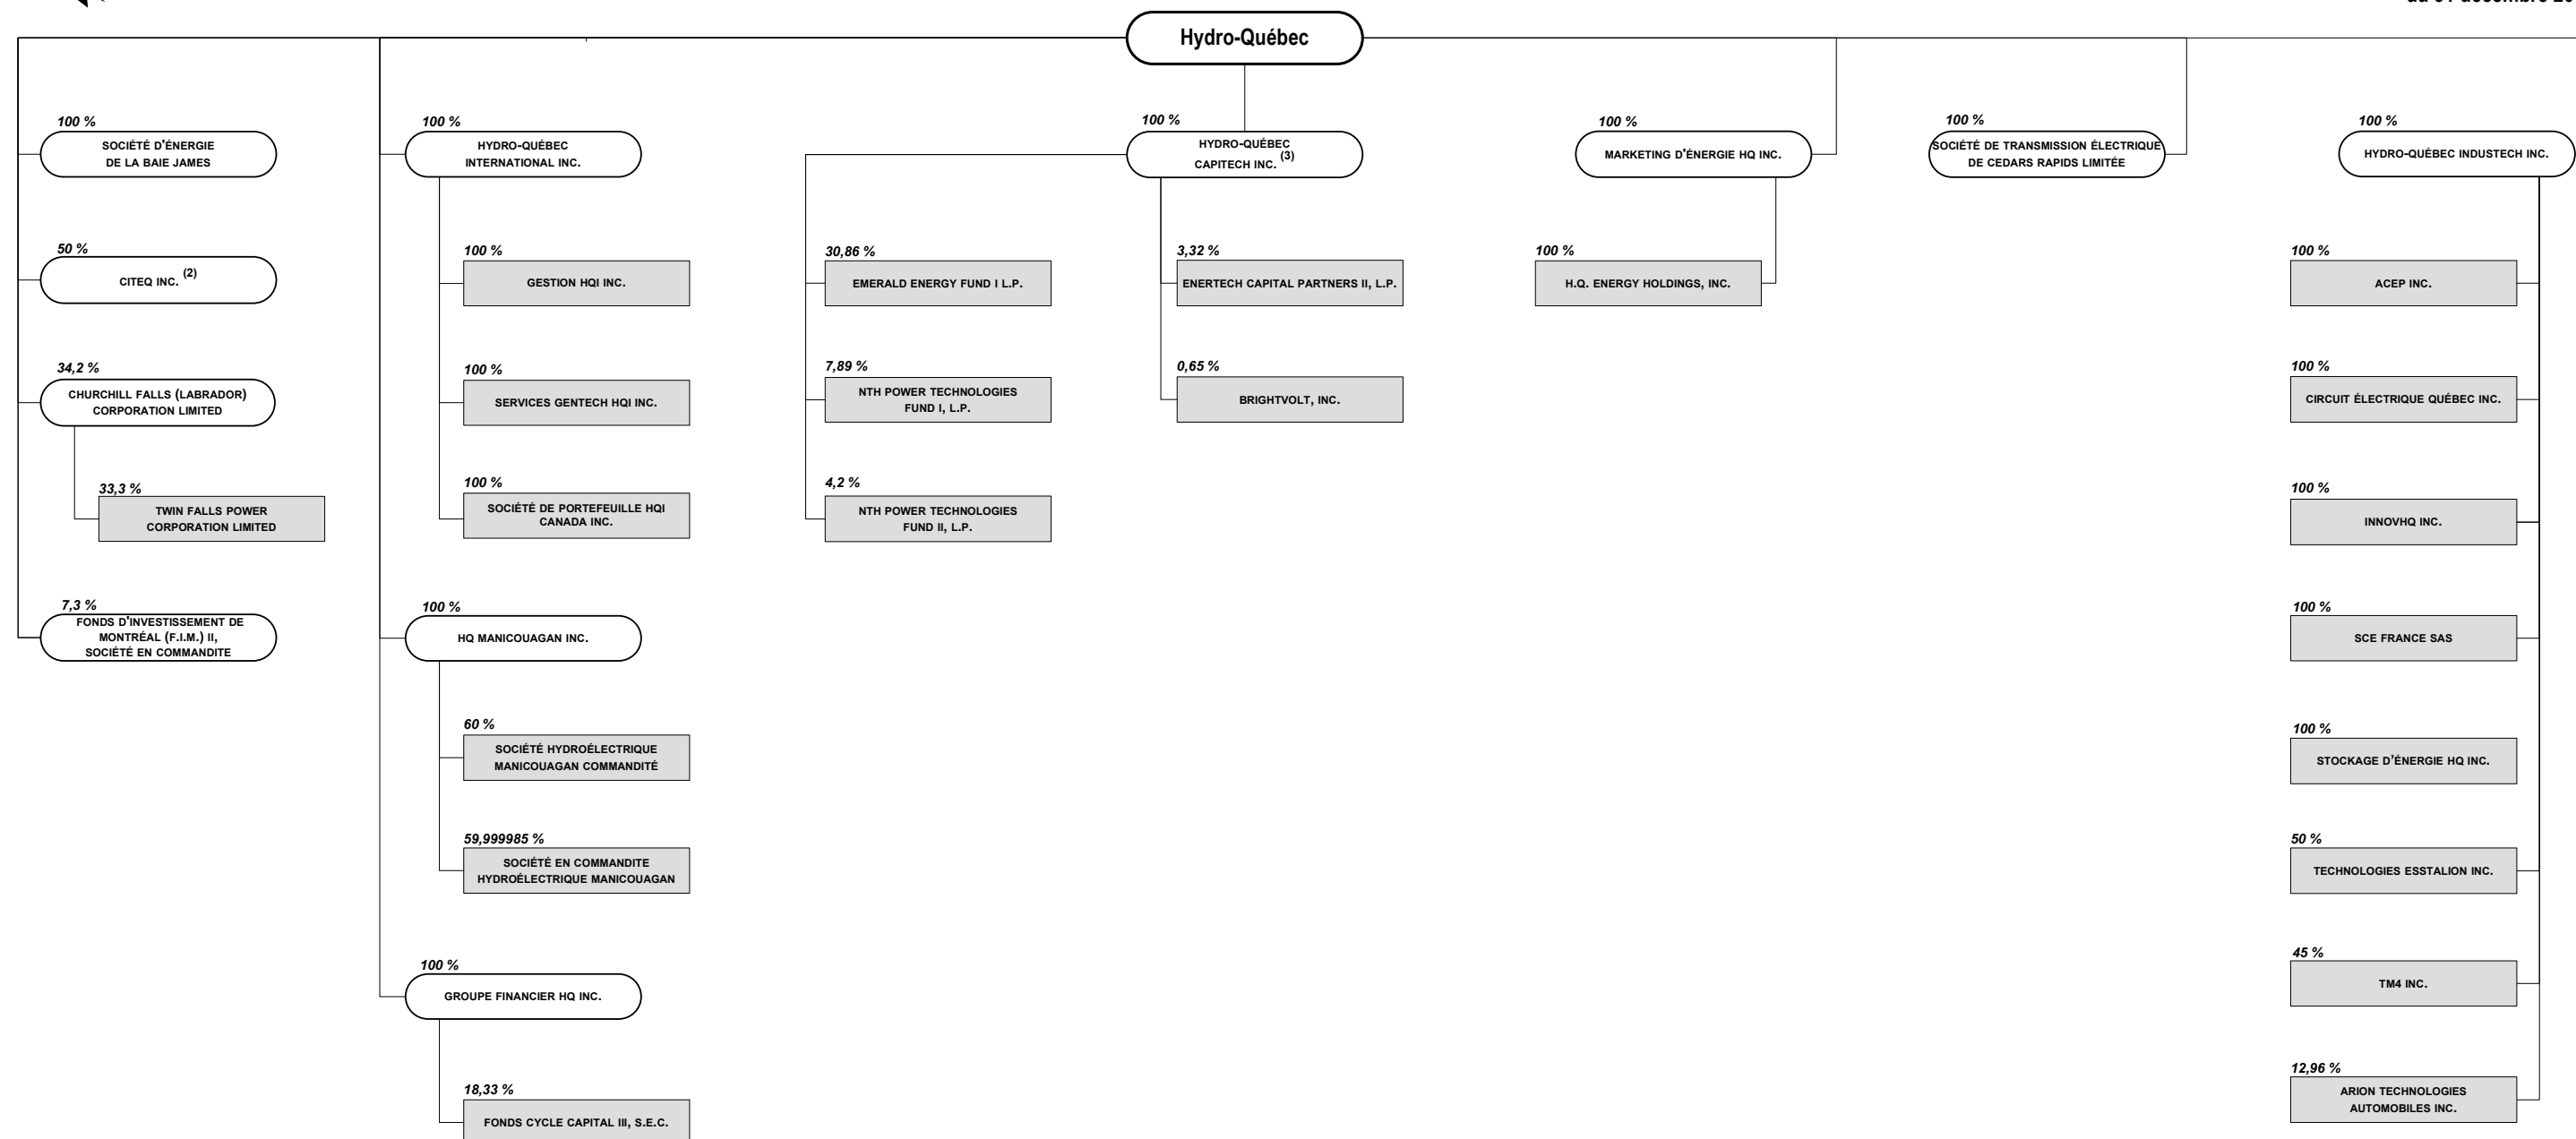 Hydro-Québec
100 %
SOCIÉTÉ D'ÉNERGIE
DE LA BAIE JAMES
50 %
CITEQ INC. (2)
34,2 %
CHURCHILL FALLS (LABRADOR)
CORPORATION LIMITED
33,3 %
TWIN FALLS POWER
CORPORATION LIMITED
7,3 %
FONDS D'INVESTISSEMENT DE
MONTRÉAL (F.I.M.) II,
SOCIÉTÉ EN COMMANDITE
100 %
HYDRO-QUÉBEC
INTERNATIONAL INC.
100 %
GESTION HQI INC.
100 %
SERVICES GENTECH HQI INC.
100 %
SOCIÉTÉ DE PORTEFEUILLE HQI
CANADA INC.
100 %
HQ MANICOUAGAN INC.
60 %
SOCIÉTÉ HYDROÉLECTRIQUE
MANICOUAGAN COMMANDITÉ
59,999985 %
SOCIÉTÉ EN COMMANDITE
HYDROÉLECTRIQUE MANICOUAGAN
100 %
GROUPE FINANCIER HQ INC.
18,33 %
FONDS CYCLE CAPITAL III, S.E.C.
100 %
HYDRO-QUÉBEC
CAPITECH INC. (3)
30,86 %
EMERALD ENERGY FUND I L.P.
7,89 %
NTH POWER TECHNOLOGIES
FUND I, L.P.
4,2 %
NTH POWER TECHNOLOGIES
FUND II, L.P.
3,32 %
ENERTECH CAPITAL PARTNERS II, L.P.
0,65 %
BRIGHTVOLT, INC.
100 %
MARKETING D'ÉNERGIE HQ INC.
100 %
H.Q. ENERGY HOLDINGS, INC.
100 %
SOCIÉTÉ DE TRANSMISSION ÉLECTRIQUE
DE CEDARS RAPIDS LIMITÉE
100 %
HYDRO-QUÉBEC INDUSTECH INC.
100 %
ACEP INC.
100 %
CIRCUIT ÉLECTRIQUE QUÉBEC INC.
100 %
INNOVHQ INC.
100 %
SCE FRANCE SAS
100 %
STOCKAGE D'ÉNERGIE HQ INC.
50 %
TECHNOLOGIES ESSTALION INC.
45 %
TM4 INC.
12,96 %
ARION TECHNOLOGIES
AUTOMOBILES INC.